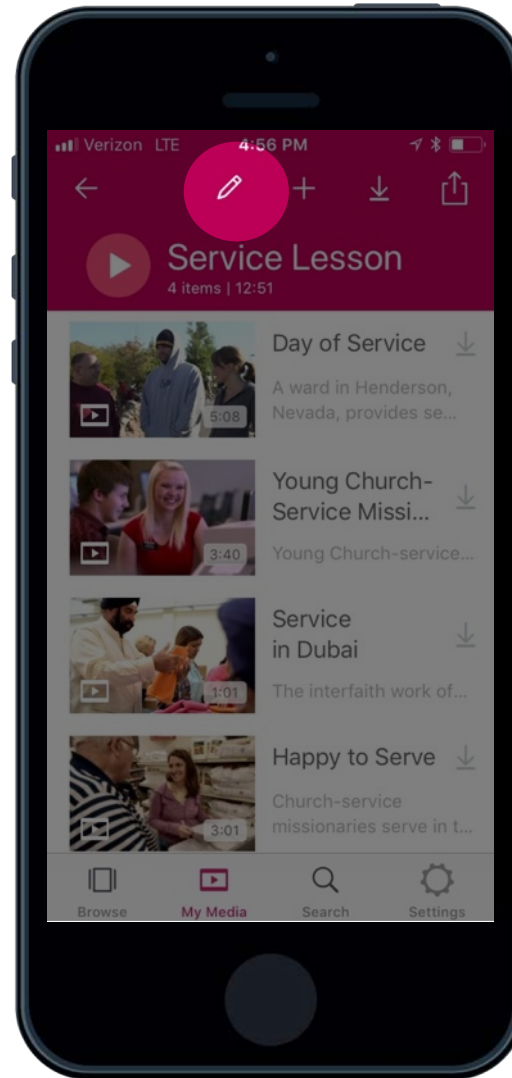 Verizon LTE 4:56 PM
Service Lesson
4 items | 12:51
Day of Service
A ward in Henderson,
Nevada, provides se...
5:08
Young Church-
Service Missi...
Young Church-service...
3:40
Service
in Dubai
The interfaith work of...
1:01
Happy to Serve
Church-service
missionaries serve in t...
3:01
Browse My Media Search Settings